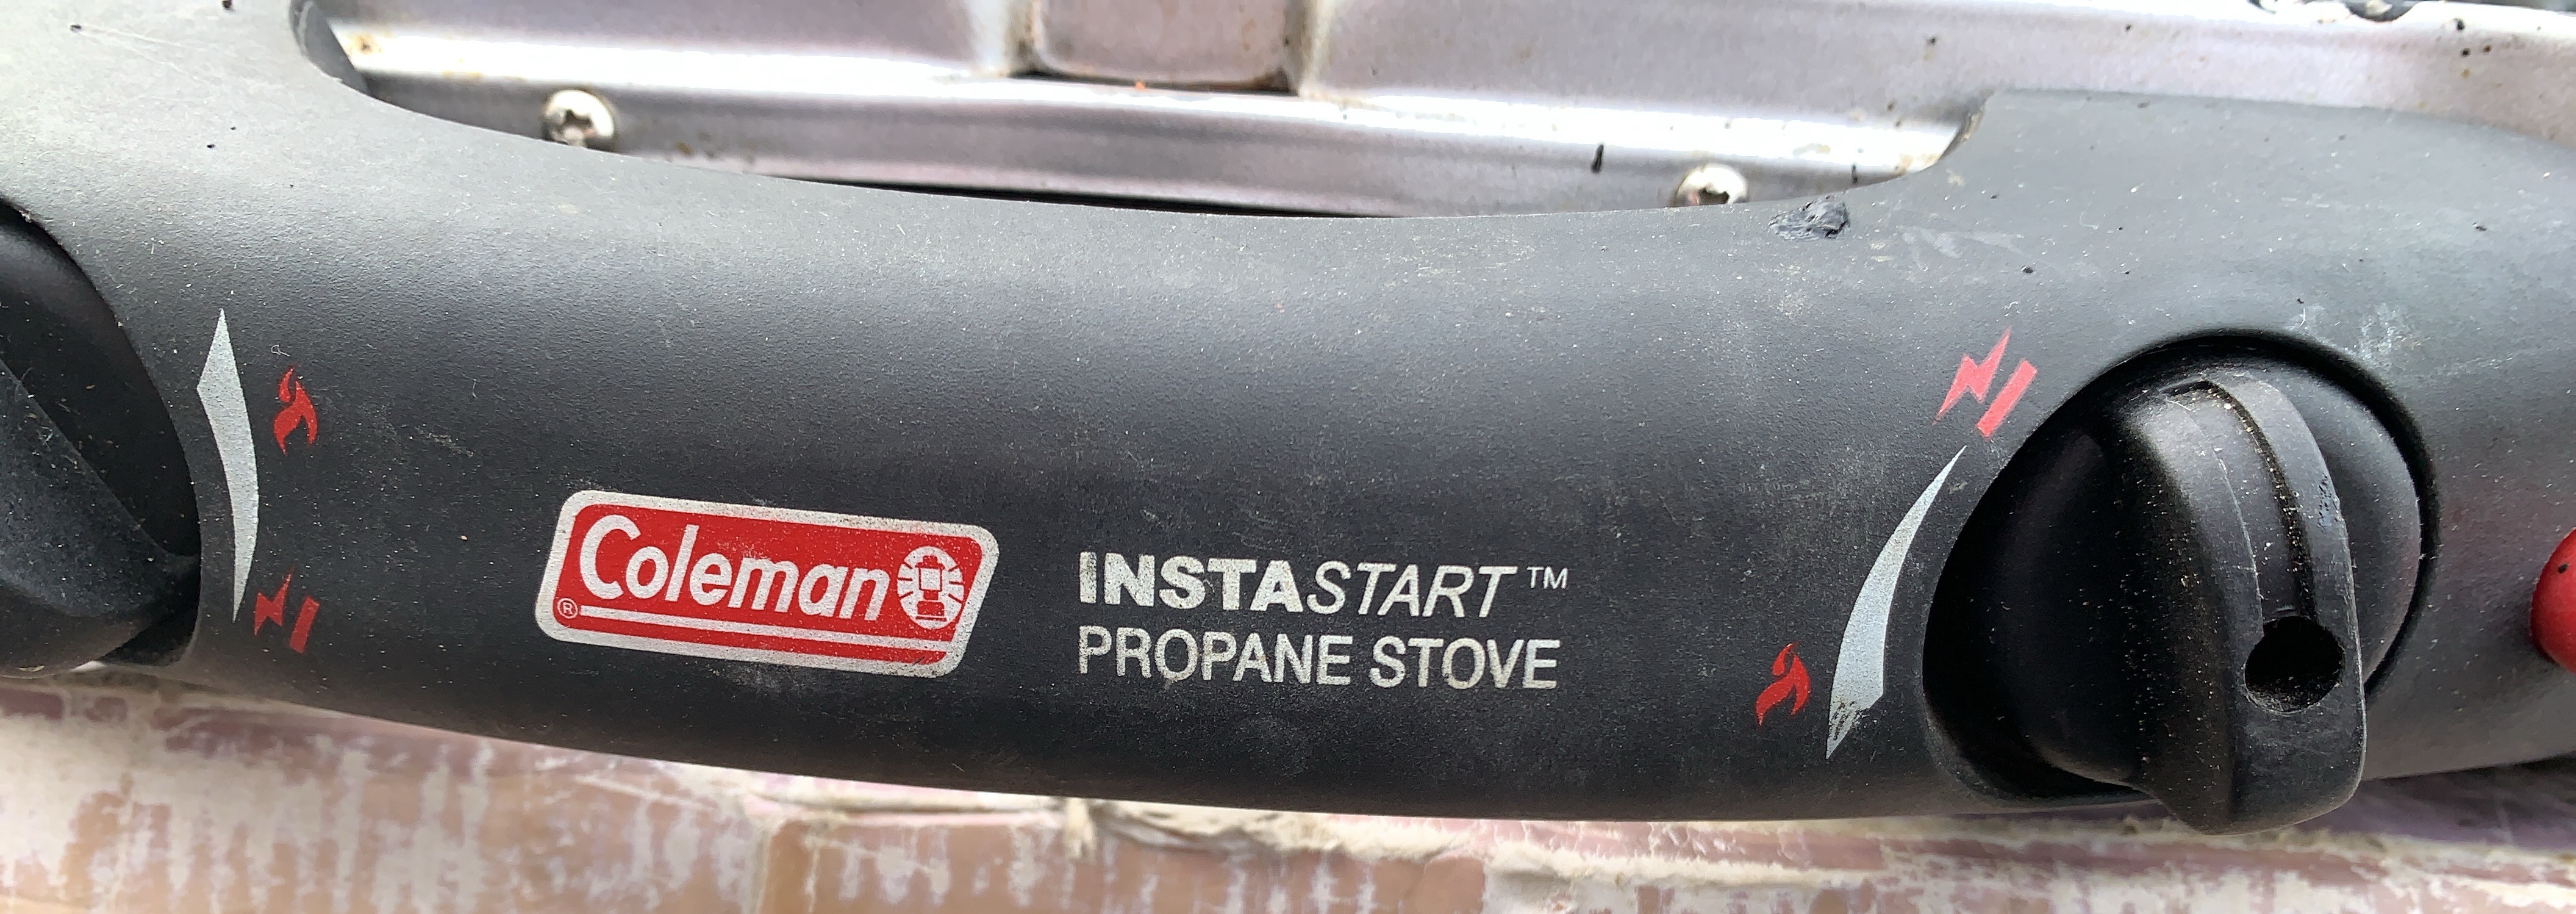 Coleman ®
INSTASTART™
PROPANE STOVE